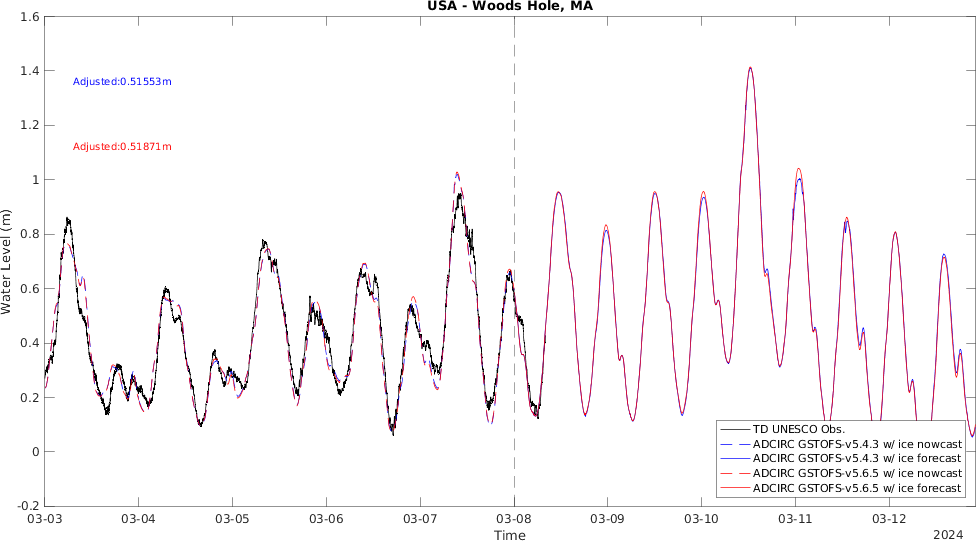 USA - Woods Hole, MA
1.6
1.4
1.2
1
0.8
0.6
0.4
0.2
0
-0.2
Water Level (m)
Adjusted:0.51553m
Adjusted:0.51871m
TD UNESCO Obs.
ADCIRC GSTOFS-v5.4.3 w/ ice nowcast
ADCIRC GSTOFS-v5.4.3 w/ ice forecast
ADCIRC GSTOFS-v5.6.5 w/ ice nowcast
ADCIRC GSTOFS-v5.6.5 w/ ice forecast
03-03 03-04 03-05 03-06 03-07 03-08 03-09 03-10 03-11 03-12
Time
2024